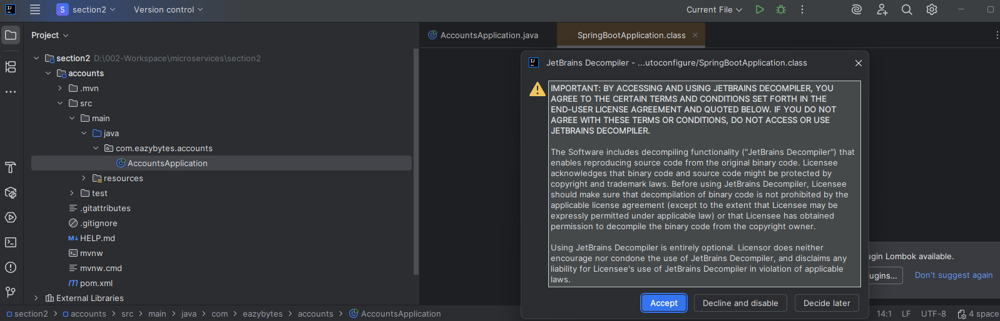 IJ
S section2
Version control
Current File
Project
AccountsApplication.java
SpringBootApplication.class
section2 D:\002-Workspace\microservices\section2
accounts
.mvn
src
main
java
com.eazybytes.accounts
AccountsApplication
resources
test
.gitattributes
.gitignore
M↓ HELP.md
mvnw
mvnw.cmd
m pom.xml
External Libraries
IJ JetBrains Decompiler - ...utoconfigure/SpringBootApplication.class
IMPORTANT: BY ACCESSING AND USING JETBRAINS DECOMPILER, YOU
AGREE TO THE CERTAIN TERMS AND CONDITIONS SET FORTH IN THE
END-USER LICENSE AGREEMENT AND QUOTED BELOW. IF YOU DO NOT
AGREE WITH THESE TERMS OR CONDITIONS, DO NOT ACCESS OR USE
JETBRAINS DECOMPILER.
The Software includes decompiling functionality ("JetBrains Decompiler") that
enables reproducing source code from the original binary code. Licensee
acknowledges that binary code and source code might be protected by
copyright and trademark laws. Before using JetBrains Decompiler, Licensee
should make sure that decompilation of binary code is not prohibited by the
applicable license agreement (except to the extent that Licensee may be
expressly permitted under applicable law) or that Licensee has obtained
permission to decompile the binary code from the copyright owner.
Using JetBrains Decompiler is entirely optional. Licensor does neither
encourage nor condone the use of JetBrains Decompiler, and disclaims any
liability for Licensee's use of JetBrains Decompiler in violation of applicable
laws.
Accept
Decline and disable
Decide later
ugin Lombok available.
lugins...
Don't suggest again
section2 > accounts > src > main > java > com > eazybytes > accounts > AccountsApplication
14:1 LF UTF-8 4 space